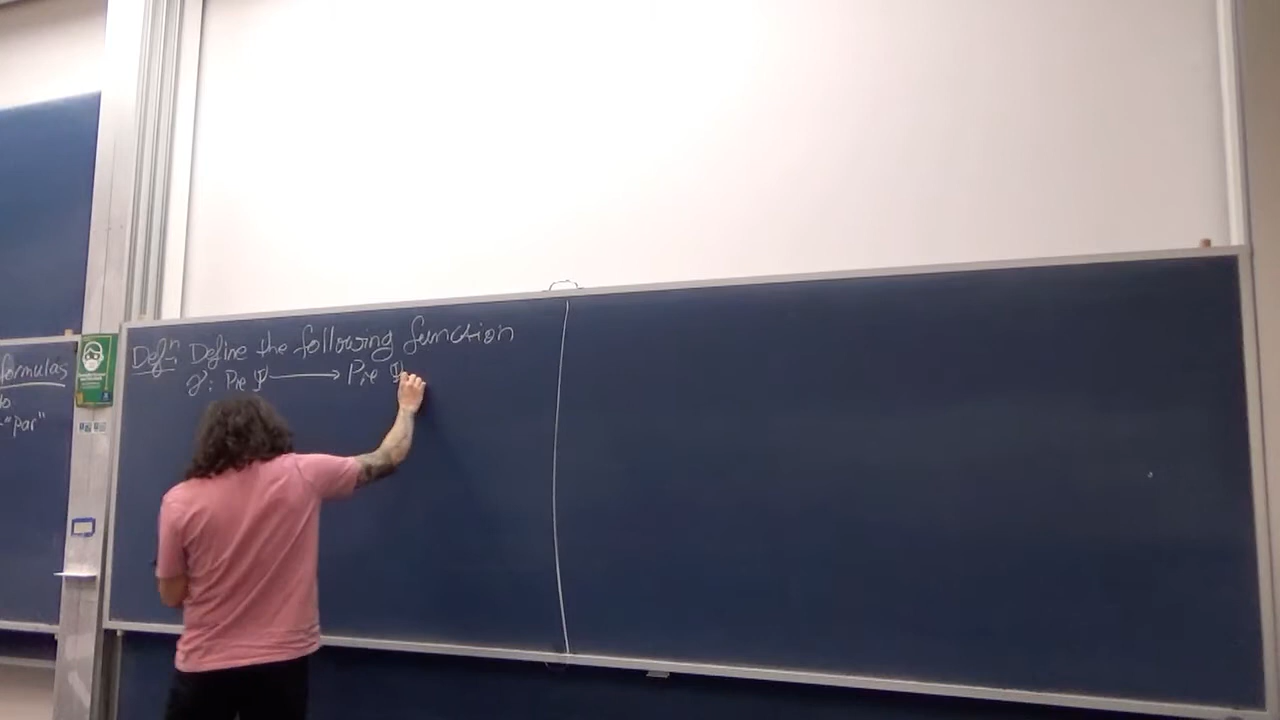 formulas
"Par"
Defn: Define the following function
γ: Pre Ψ ⟶ Pre Ψ